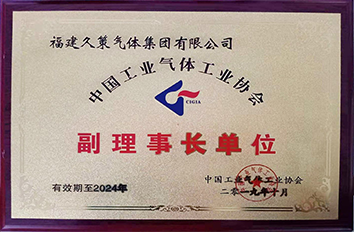 福建久策气体集团有限公司
中国工业气体工业协会
CIGIA
副理事长单位
有效期至2024年
中国工业气体工业协会
二〇一九年十月